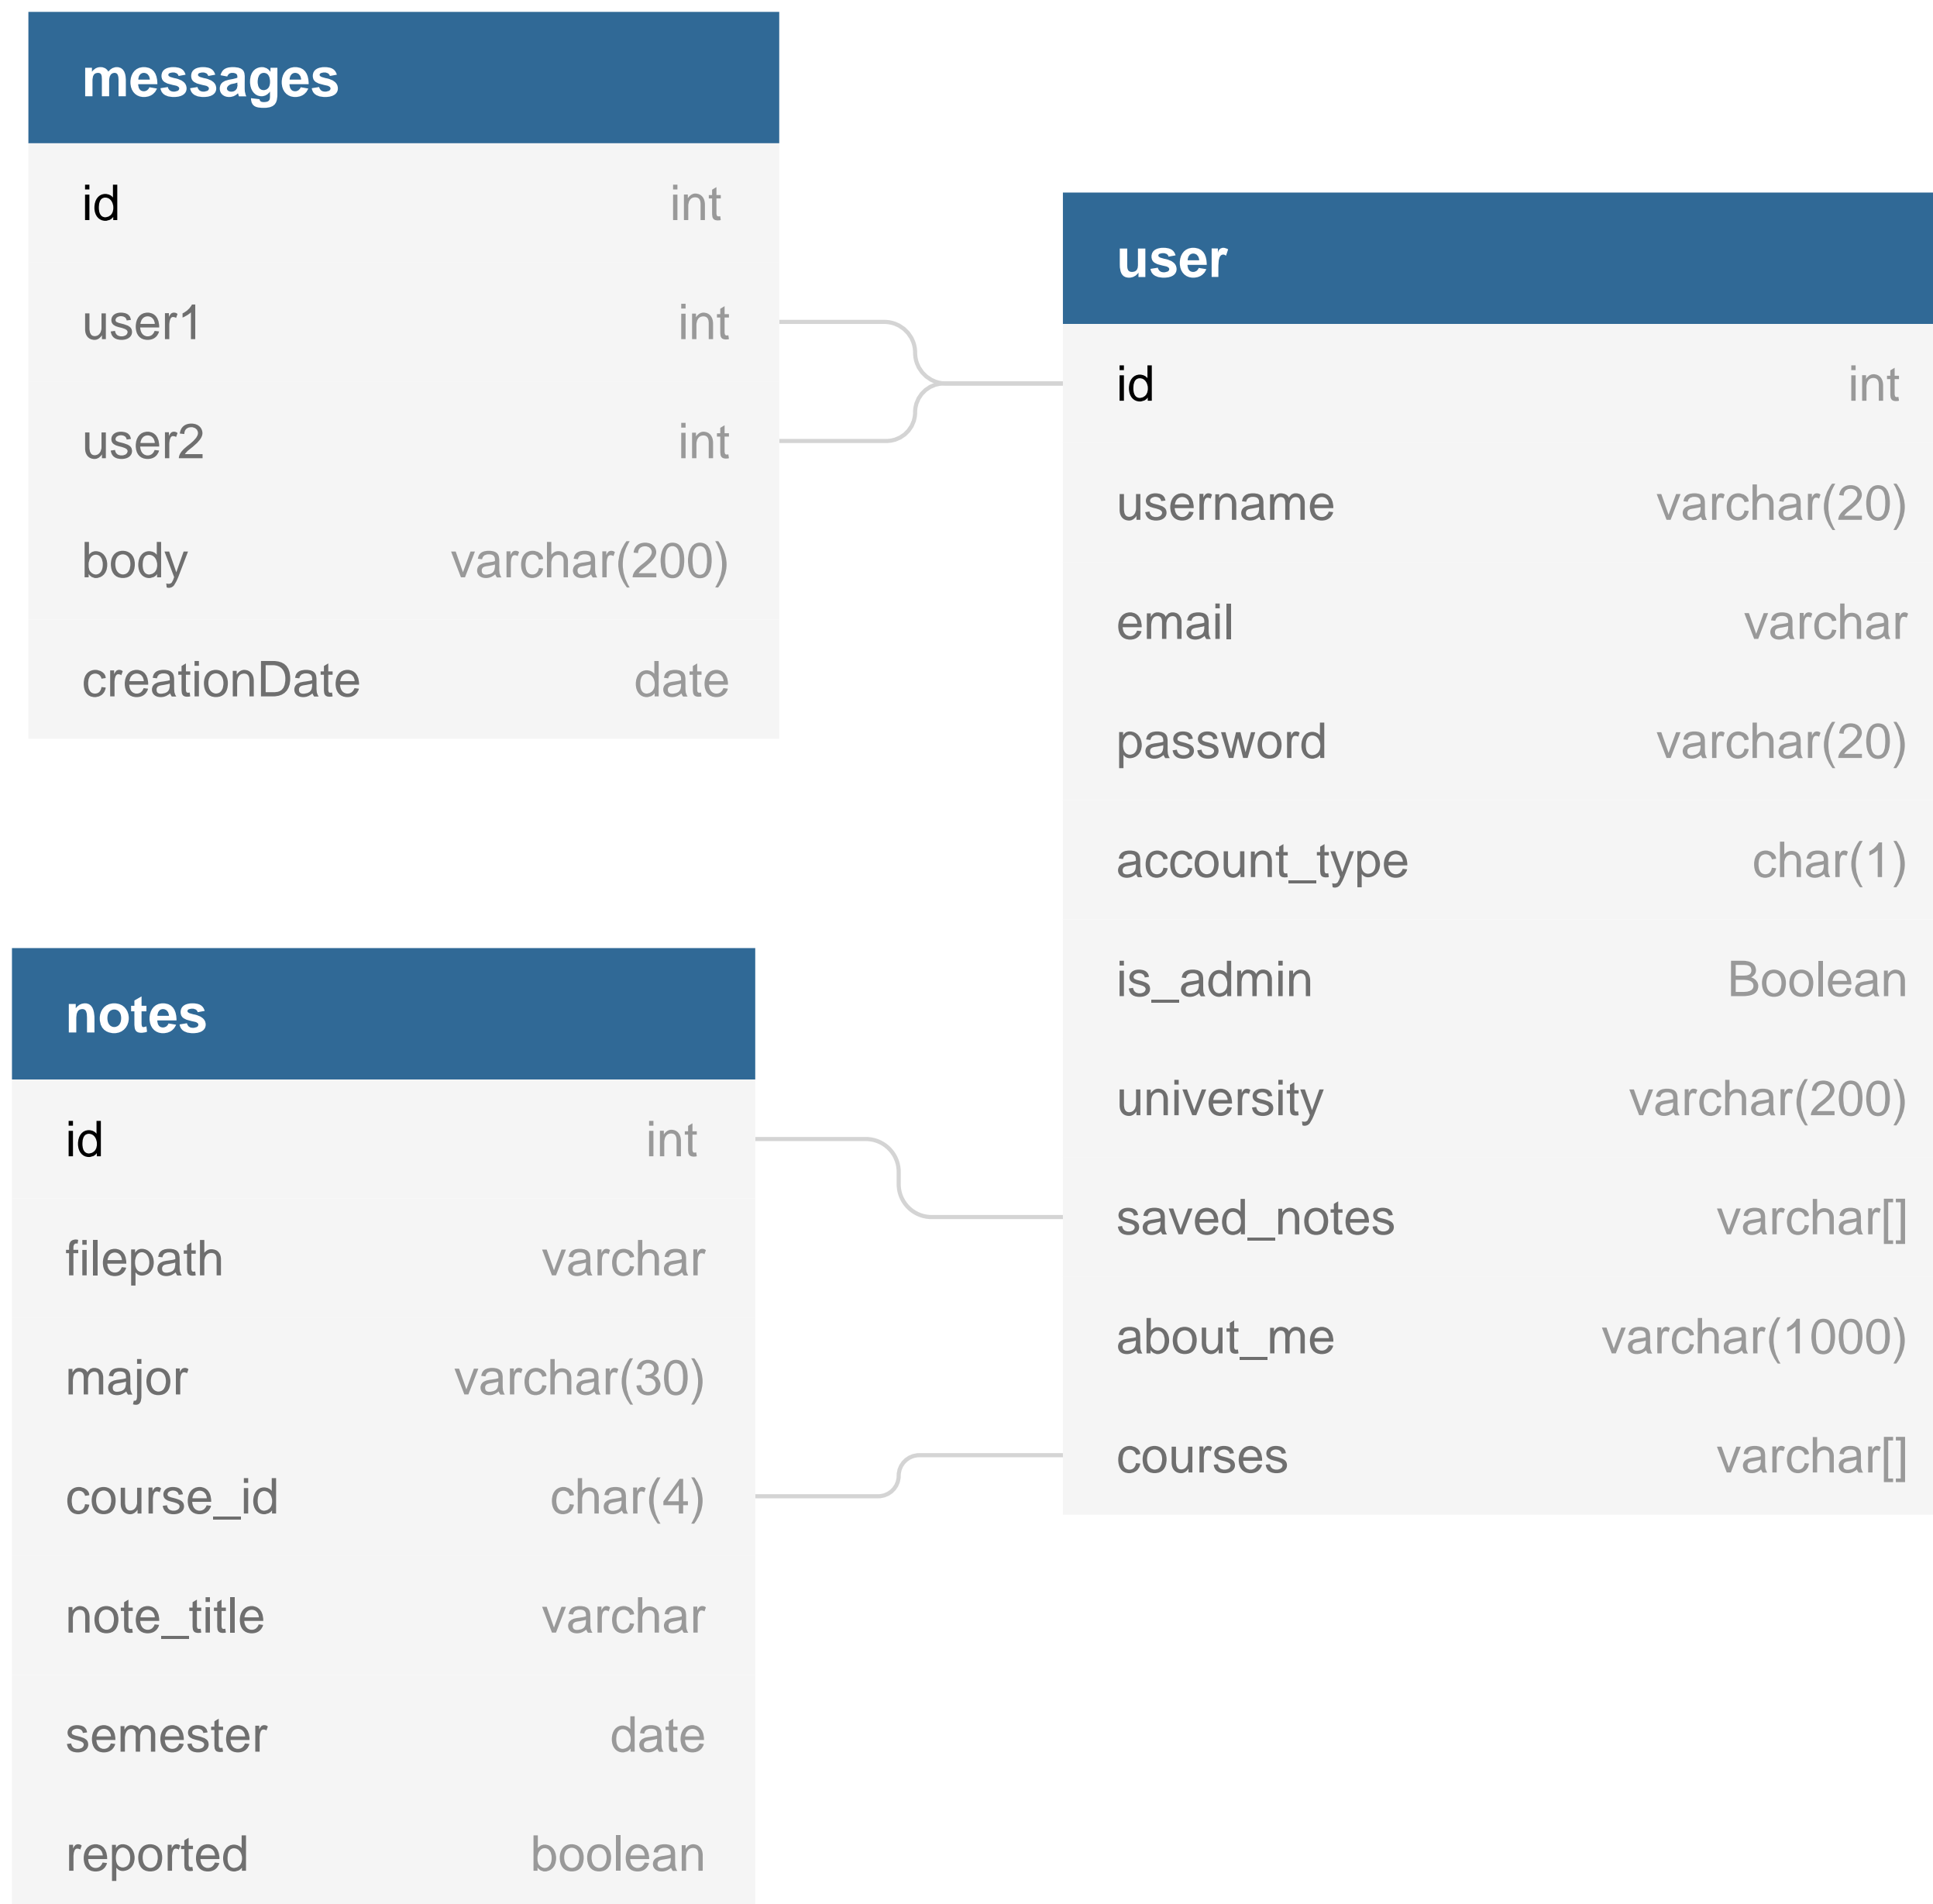 messages
id int
user1 int
user2 int
body varchar(200)
creationDate date
user
id int
username varchar(20)
email varchar
password varchar(20)
account_type char(1)
is_admin Boolean
university varchar(200)
saved_notes varchar[]
about_me varchar(1000)
courses varchar[]
notes
id int
filepath varchar
major varchar(30)
course_id char(4)
note_title varchar
semester date
reported boolean